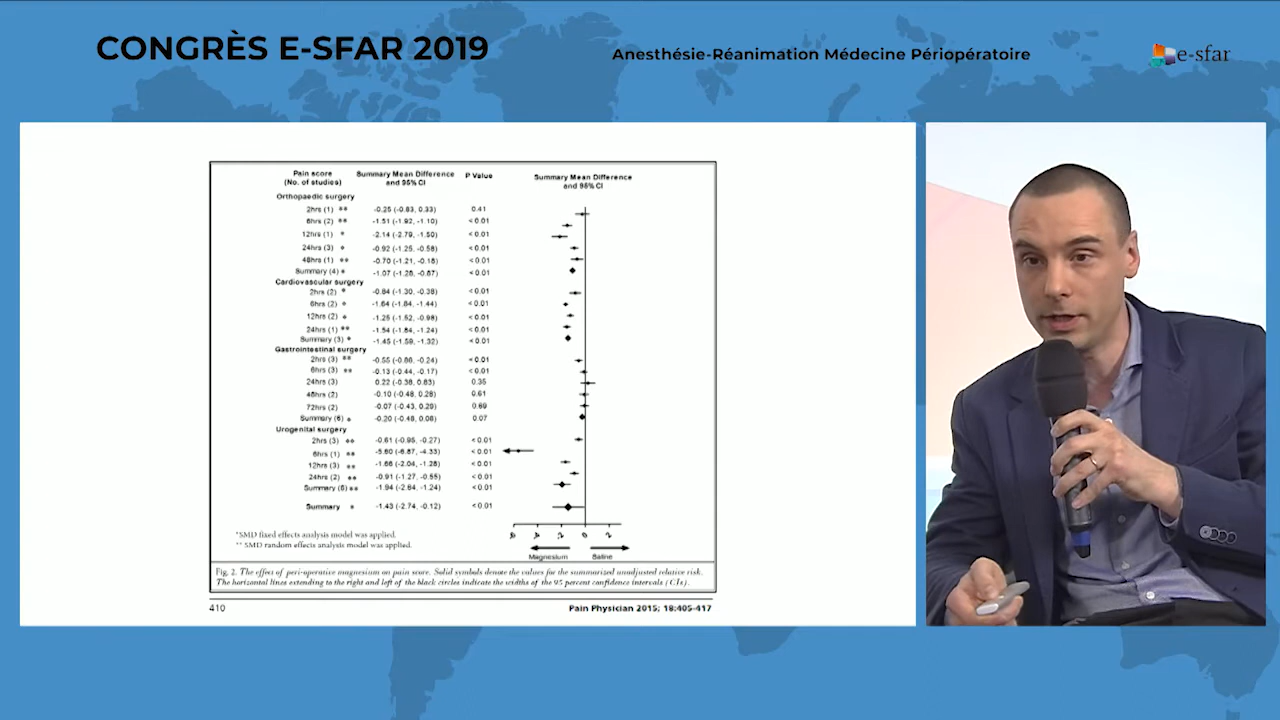 CONGRÈS E-SFAR 2019
Anesthésie-Réanimation Médecine Périopératoire
e-sfar
Pain score (No. of studies) Summary Mean Difference and 95% CI P Value Summary Mean Difference and 95% CI
Orthopaedic surgery
2hrs (1) ** -0.25 (-0.83, 0.33) 0.41
6hrs (2) ** -1.51 (-1.92, -1.10) <0.01
12hrs (1) * -2.14 (-2.79, -1.50) <0.01
24hrs (3) * -0.92 (-1.25, -0.58) <0.01
48hrs (1) ** -0.70 (-1.21, -0.18) <0.01
Summary (4) * -1.07 (-1.28, -0.87) <0.01
Cardiovascular surgery
2hrs (2) * -0.84 (-1.30, -0.38) <0.01
6hrs (2) * -1.64 (-1.84, -1.44) <0.01
12hrs (2) * -1.25 (-1.52, -0.98) <0.01
24hrs (1) ** -1.54 (-1.84, -1.24) <0.01
Summary (3) * -1.45 (-1.59, -1.32) <0.01
Gastrointestinal surgery
2hrs (3) ** -0.55 (-0.86, -0.24) <0.01
6hrs (3) ** -0.13 (-0.44, -0.17) <0.01
24hrs (3) 0.22 (-0.38, 0.83) 0.35
48hrs (2) -0.10 (-0.48, 0.28) 0.61
72hrs (2) -0.07 (-0.43, 0.29) 0.69
Summary (6) * -0.20 (-0.48, 0.08) 0.07
Urogenital surgery
2hrs (3) ** -0.61 (-0.95, -0.27) <0.01
6hrs (1) ** -5.60 (-6.87, -4.33) <0.01
12hrs (3) ** -1.66 (-2.04, -1.28) <0.01
24hrs (2) ** -0.91 (-1.27, -0.55) <0.01
Summary (6) ** -1.94 (-2.64, -1.24) <0.01
Summary * -1.43 (-2.74, -0.12) <0.01
-6 -4 -2 0 2
Magnesium Saline
*SMD fixed effects analysis model was applied.
** SMD random effects analysis model was applied.
Fig. 2. The effect of peri-operative magnesium on pain score. Solid symbols denote the values for the summarized unadjusted relative risk.
The horizontal lines extending to the right and left of the black circles indicate the widths of the 95 percent confidence intervals (CIs).
410 Pain Physician 2015; 18:405-417